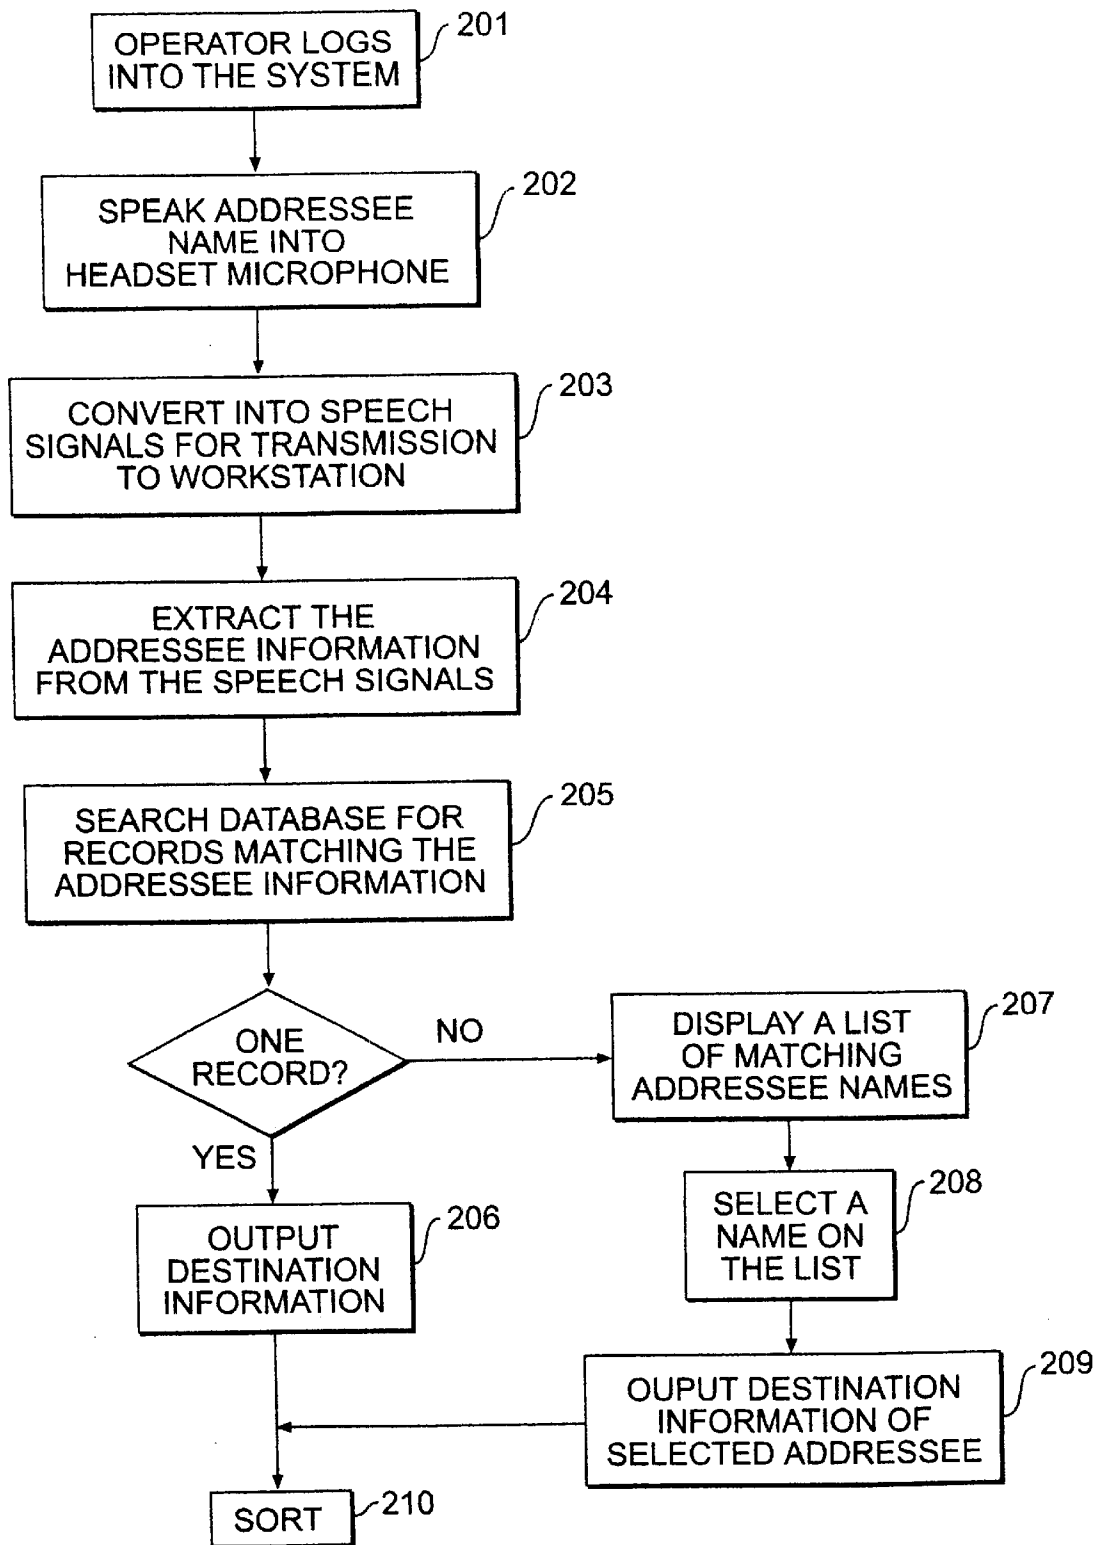 OPERATOR LOGS
INTO THE SYSTEM
201
SPEAK ADDRESSEE
NAME INTO
HEADSET MICROPHONE
202
CONVERT INTO SPEECH
SIGNALS FOR TRANSMISSION
TO WORKSTATION
203
EXTRACT THE
ADDRESSEE INFORMATION
FROM THE SPEECH SIGNALS
204
SEARCH DATABASE FOR
RECORDS MATCHING THE
ADDRESSEE INFORMATION
205
ONE
RECORD?
NO
YES
DISPLAY A LIST
OF MATCHING
ADDRESSEE NAMES
207
SELECT A
NAME ON
THE LIST
208
OUTPUT
DESTINATION
INFORMATION
206
OUPUT DESTINATION
INFORMATION OF
SELECTED ADDRESSEE
209
SORT
210